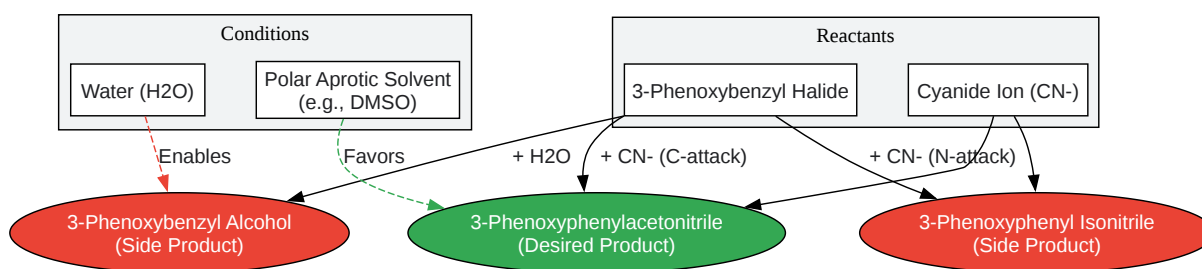 Conditions
Reactants
Water (H2O)
Polar Aprotic Solvent
(e.g., DMSO)
3-Phenoxybenzyl Halide
Cyanide Ion (CN-)
Enables
Favors
+ H2O
+ CN- (C-attack)
+ CN- (N-attack)
3-Phenoxybenzyl Alcohol
(Side Product)
3-Phenoxyphenylacetonitrile
(Desired Product)
3-Phenoxyphenyl Isonitrile
(Side Product)